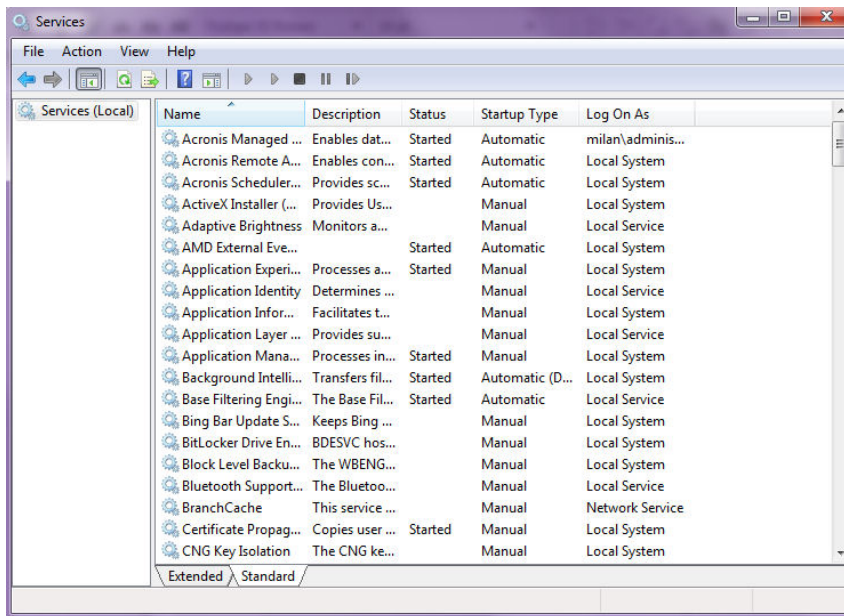 Services
File Action View Help
Services (Local)
Name Description Status Startup Type Log On As
Acronis Managed ... Enables dat... Started Automatic milan\adminis...
Acronis Remote A... Enables con... Started Automatic Local System
Acronis Scheduler... Provides sc... Started Automatic Local System
ActiveX Installer (... Provides Us... Manual Local System
Adaptive Brightness Monitors a... Manual Local Service
AMD External Eve... Started Automatic Local System
Application Experi... Processes a... Started Manual Local System
Application Identity Determines ... Manual Local Service
Application Infor... Facilitates t... Manual Local System
Application Layer ... Provides su... Manual Local Service
Application Mana... Processes in... Started Manual Local System
Background Intelli... Transfers fil... Started Automatic (D... Local System
Base Filtering Engi... The Base Fil... Started Automatic Local Service
Bing Bar Update S... Keeps Bing ... Manual Local System
BitLocker Drive En... BDESVC hos... Manual Local System
Block Level Backu... The WBENG... Manual Local System
Bluetooth Support... The Bluetoo... Manual Local Service
BranchCache This service ... Manual Network Service
Certificate Propag... Copies user ... Started Manual Local System
CNG Key Isolation The CNG ke... Manual Local System
Extended Standard